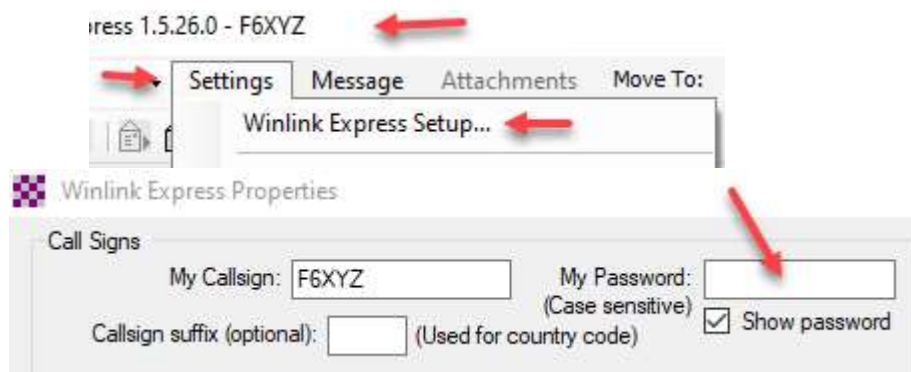 press 1.5.26.0 - F6XYZ
Settings Message Attachments Move To:
Winlink Express Setup...
Winlink Express Properties
Call Signs
My Callsign: F6XYZ My Password:
(Case sensitive)
Show password
Callsign suffix (optional): (Used for country code)